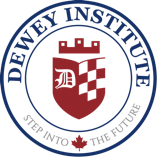 DEWEY INSTITUTE
D
STEP INTO THE FUTURE